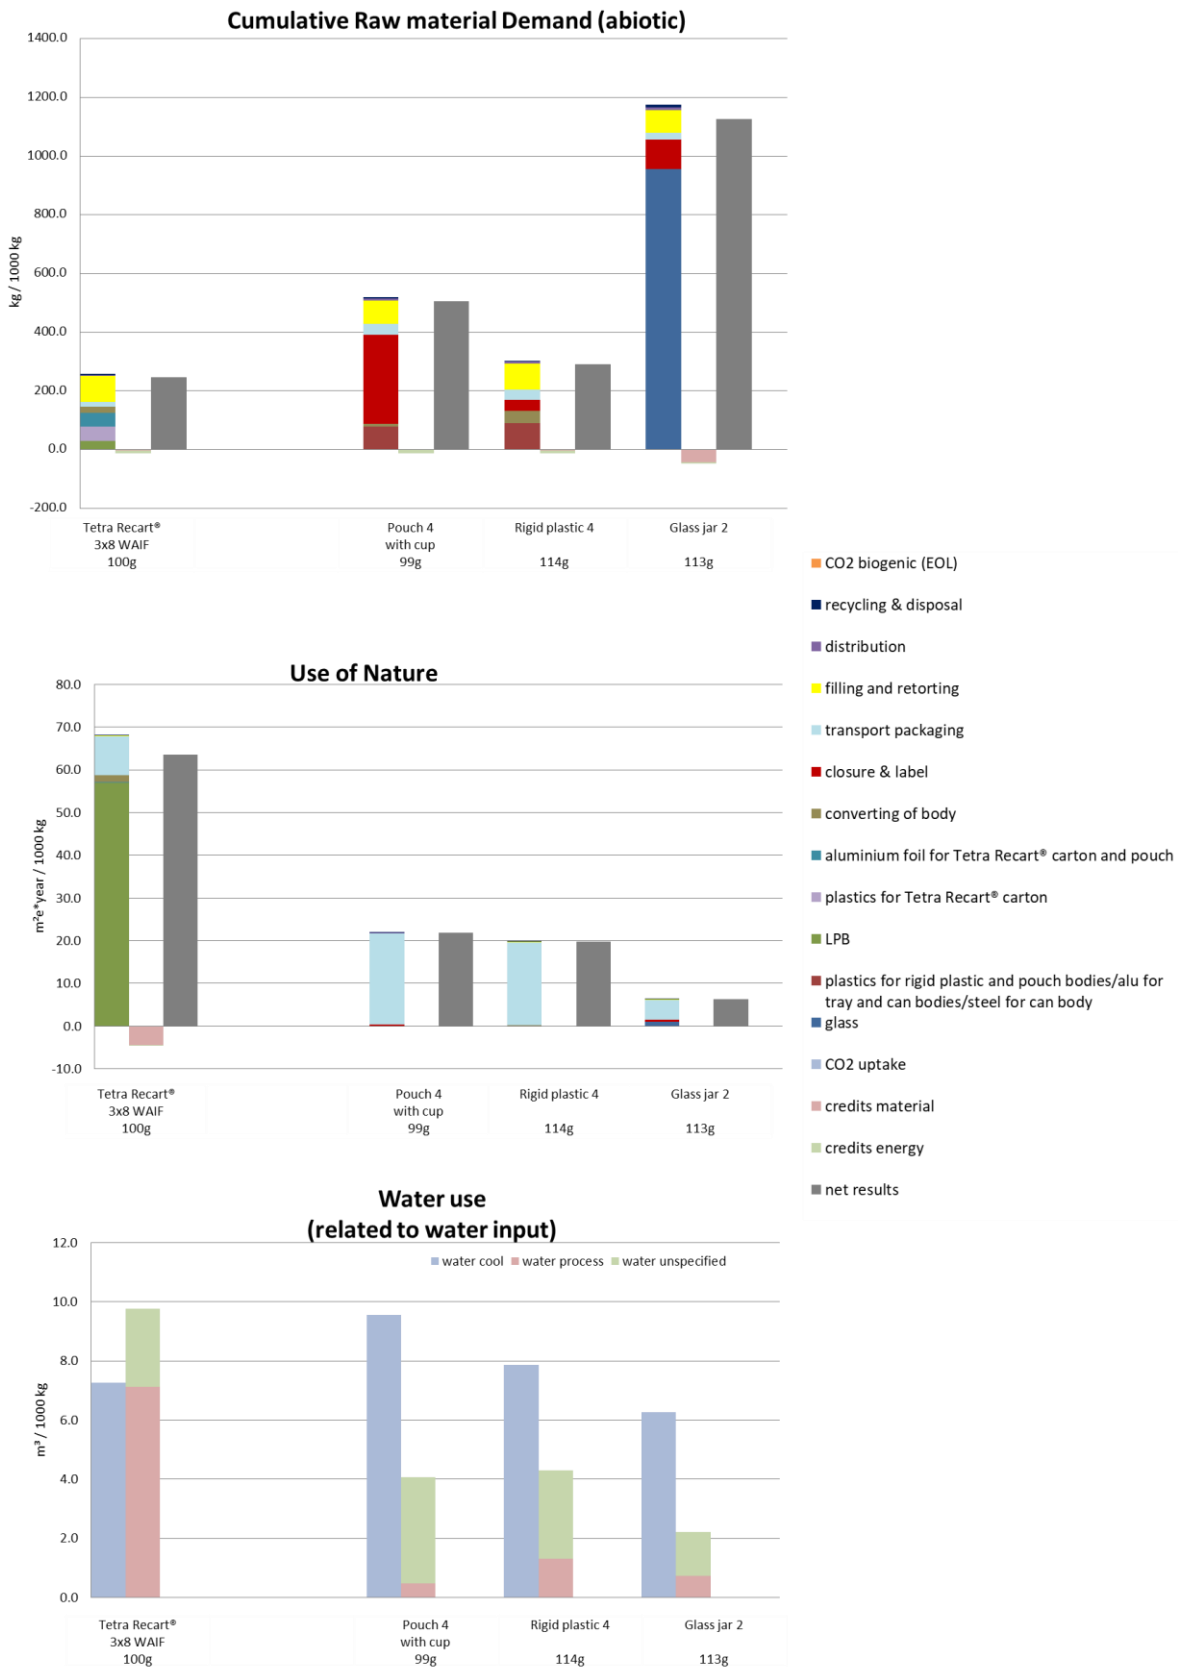 Cumulative Raw material Demand (abiotic)
1400.0
1200.0
1000.0
800.0
600.0
400.0
200.0
0.0
-200.0
kg / 1000 kg
Tetra Recart®
3x8 WAIF
100g
Pouch 4
with cup
99g
Rigid plastic 4
114g
Glass jar 2
113g
CO2 biogenic (EOL)
recycling & disposal
distribution
filling and retorting
transport packaging
closure & label
converting of body
aluminium foil for Tetra Recart® carton and pouch
plastics for Tetra Recart® carton
LPB
plastics for rigid plastic and pouch bodies/alu for
tray and can bodies/steel for can body
glass
CO2 uptake
credits material
credits energy
net results
Use of Nature
80.0
70.0
60.0
50.0
40.0
30.0
20.0
10.0
0.0
-10.0
m²e*year / 1000 kg
Tetra Recart®
3x8 WAIF
100g
Pouch 4
with cup
99g
Rigid plastic 4
114g
Glass jar 2
113g
Water use
(related to water input)
12.0
10.0
8.0
6.0
4.0
2.0
0.0
m³ / 1000 kg
water cool water process water unspecified
Tetra Recart®
3x8 WAIF
100g
Pouch 4
with cup
99g
Rigid plastic 4
114g
Glass jar 2
113g